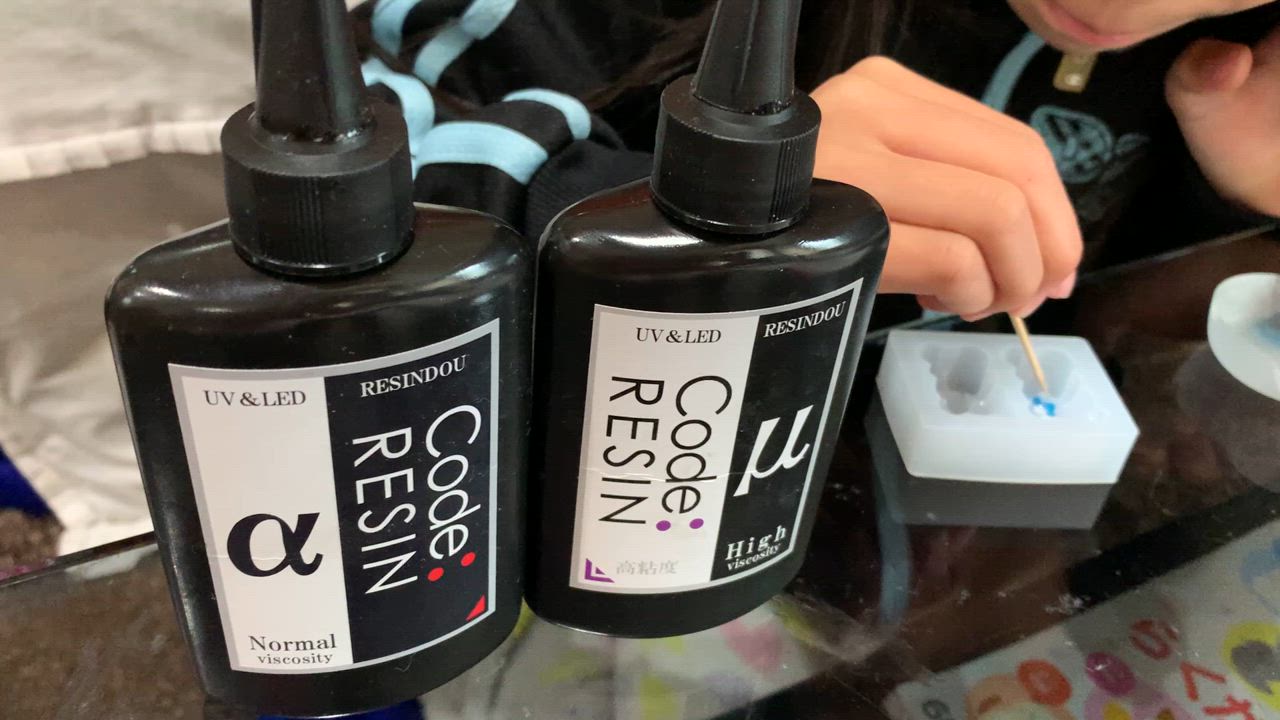 UV&LED
RESINDOU
Code:
RESIN
α
Normal
viscosity
UV&LED
RESINDOU
Code:
RESIN
μ
High
viscosity
高粘度